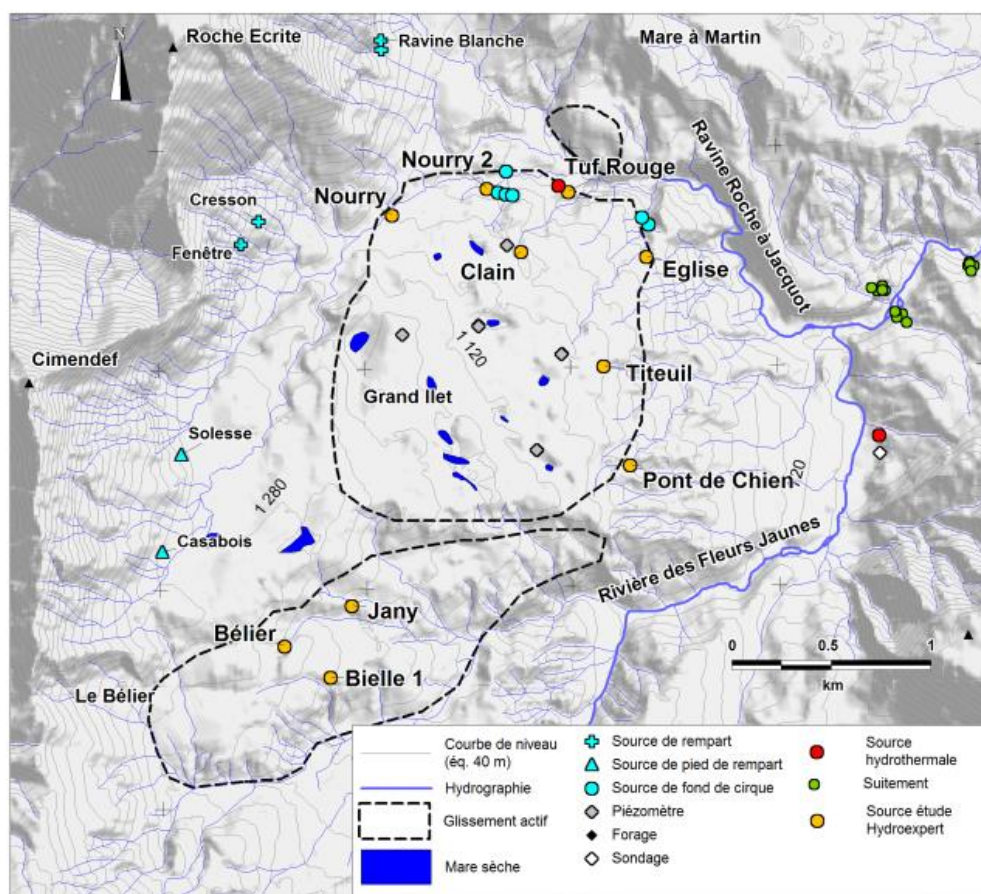 N
Roche Ecrite
Ravine Blanche
Mare à Martin
Nourry 2
Tuf Rouge
Ravine Roche à Jacquot
Cresson
Nourry
Fenêtre
Clain
Eglise
1 120
Cimendef
Titeuil
Grand Ilet
Solesse
Pont de Chien
720
1 280
Casabois
Rivière des Fleurs Jaunes
Jany
Bélier
0 0.5 1
km
Bielle 1
Le Bélier
Courbe de niveau
(éq. 40 m)
Hydrographie
Glissement actif
Mare sèche
Source de rempart
Source de pied de rempart
Source de fond de cirque
Piézomètre
Forage
Sondage
Source
hydrothermale
Suitement
Source étude
Hydroexpert